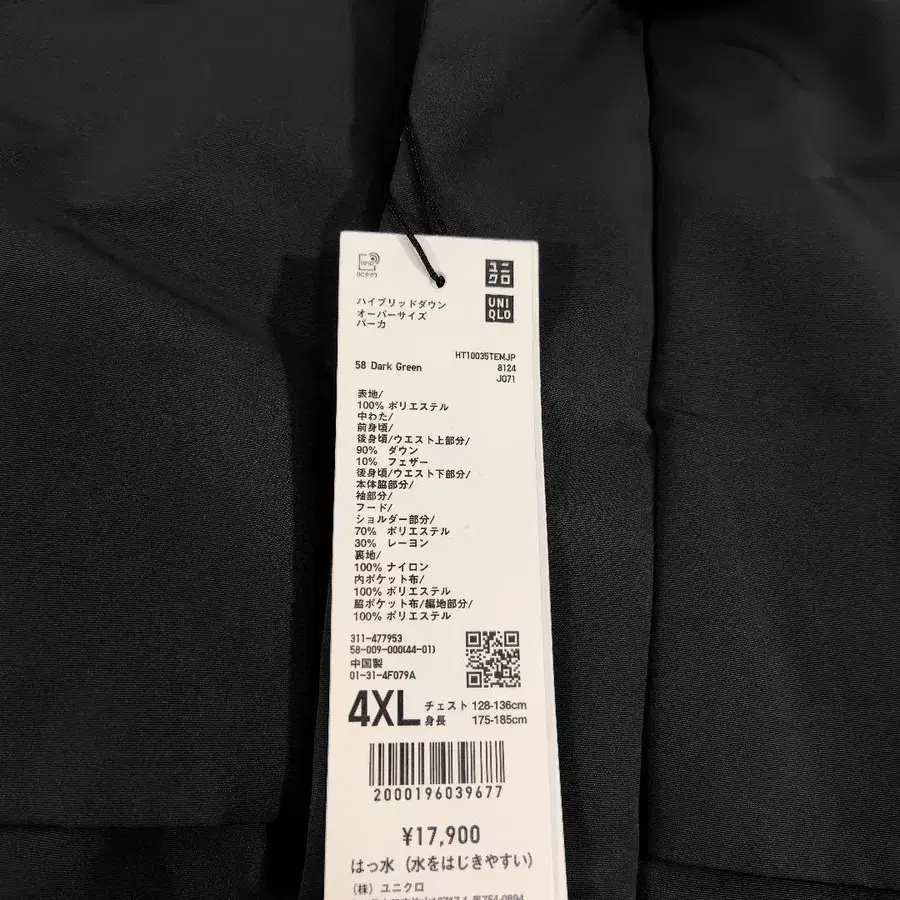 RFID
ユニ
クロ
UNI
QLO
ハイブリッドダウン
オーバーサイズ
パーカ
HT10035TEMJP
58 Dark Green
8124
J071
表地/
100% ポリエステル
中わた/
前身頃/
後身頃/ウエスト上部分/
90% ダウン
10% フェザー
後身頃/ウエスト下部分/
本体脇部分/
袖部分/
フード/
ショルダー部分/
70% ポリエステル
30% レーヨン
裏地/
100% ナイロン
内ポケット布/
100% ポリエステル
脇ポケット布/編地部分/
100% ポリエステル
311-477953
58-009-000(44-01)
中国製
01-31-4F079A
4XL
チェスト 128-136cm
身長 175-185cm
2000196039677
¥17,900
はっ水 (水をはじきやすい)
(株) ユニクロ